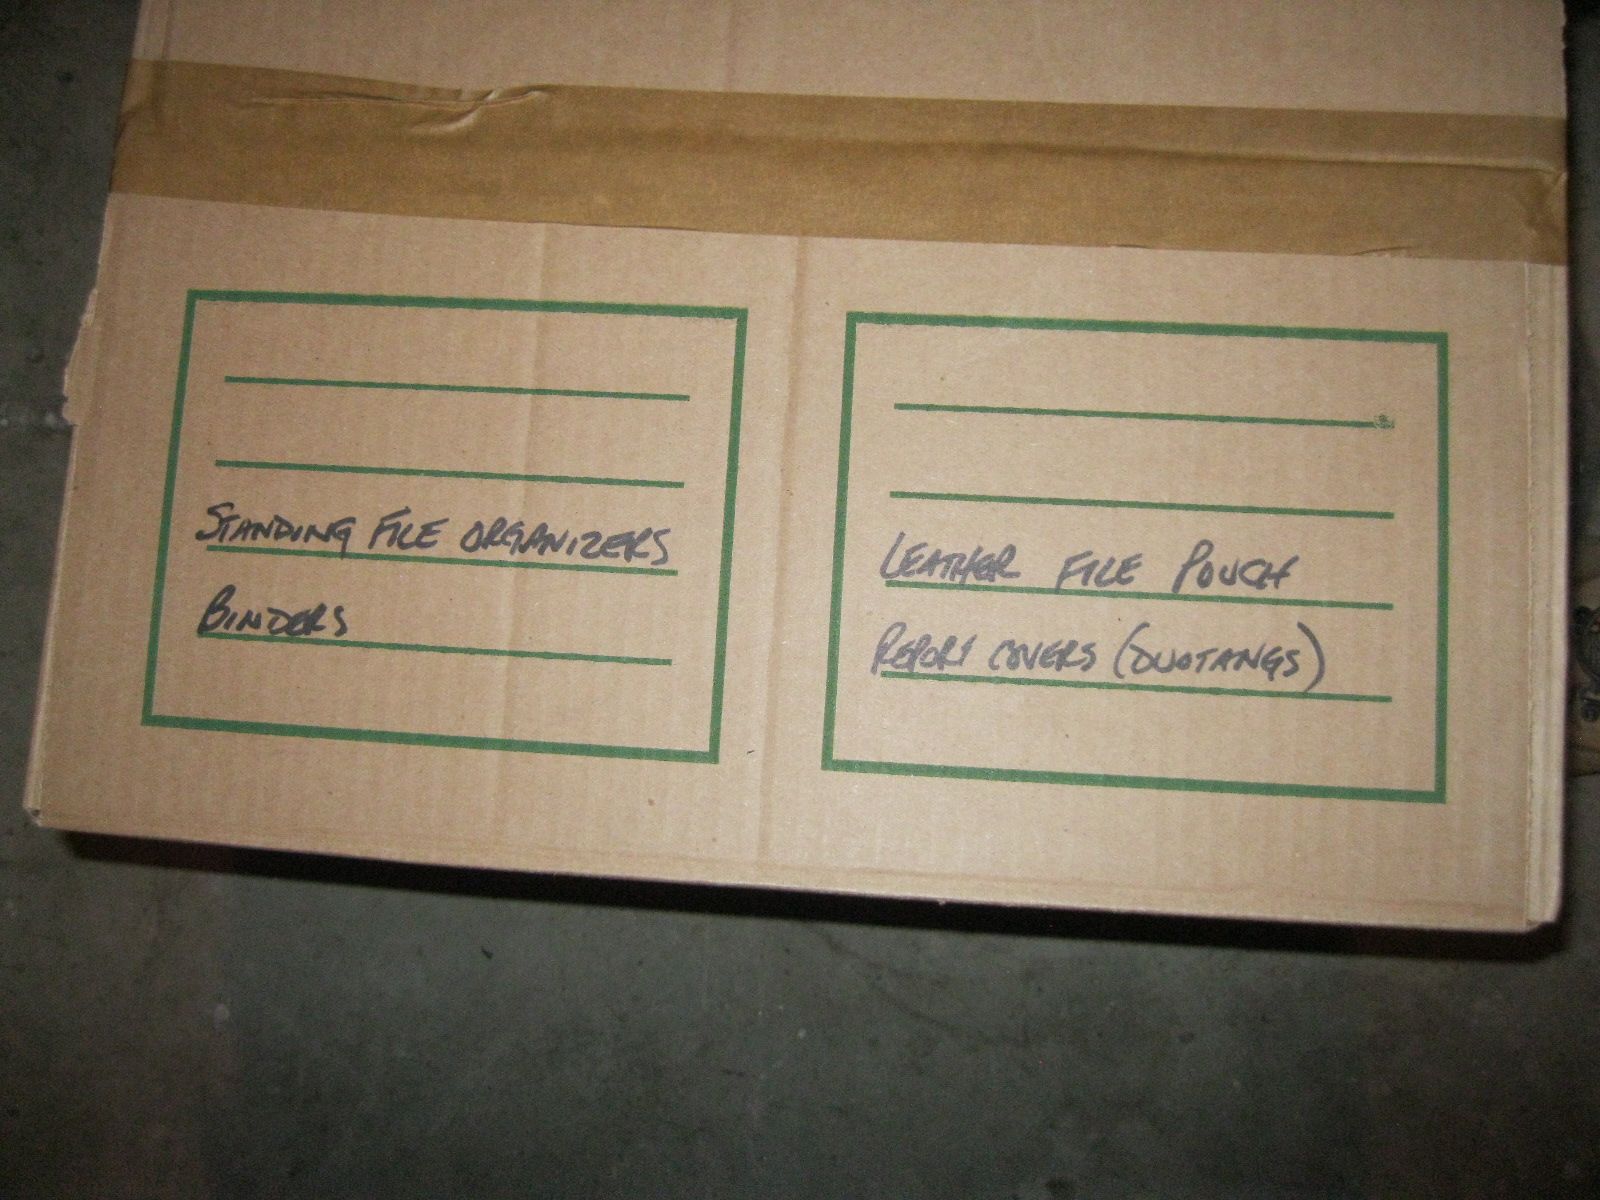 STANDING FILE ORGANIZERS
BINDERS
LEATHER FILE POUCH
REPORT COVERS (DUOTANGS)